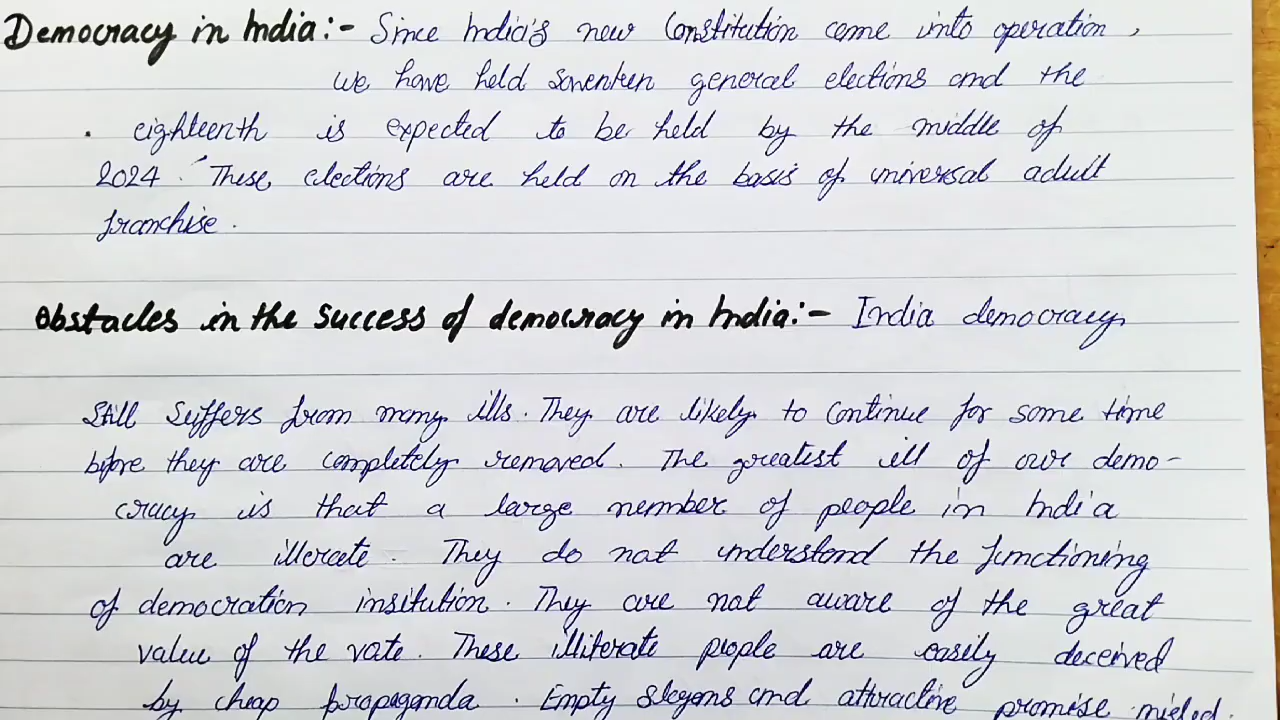 Democracy in India:- Since India's new Constitution come into operation,
we have held seventeen general elections and the
eighteenth is expected to be held by the middle of
2024. These elections are held on the basis of universal adult
franchise.
Obstacles in the success of democracy in India:- India democracy
Still suffers from many ills. They are likely to continue for some time
before they are completely removed. The greatest ill of our demo-
cracy is that a large nember of people in India
are illerate. They do not understand the functioning
of democration insitution. They are not aware of the great
value of the vate. These illiterate people are easily deceived
by cheap propaganda. Empty slogans and attractive promise mieled.